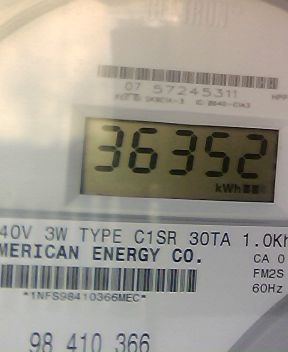 07 57245311
36352
kWh
40V 3W TYPE C1SR 30TA 1.0Kh
MERICAN ENERGY CO.
CA 0
FM2S
60Hz
*1NFS98410366MEC*
98 410 366